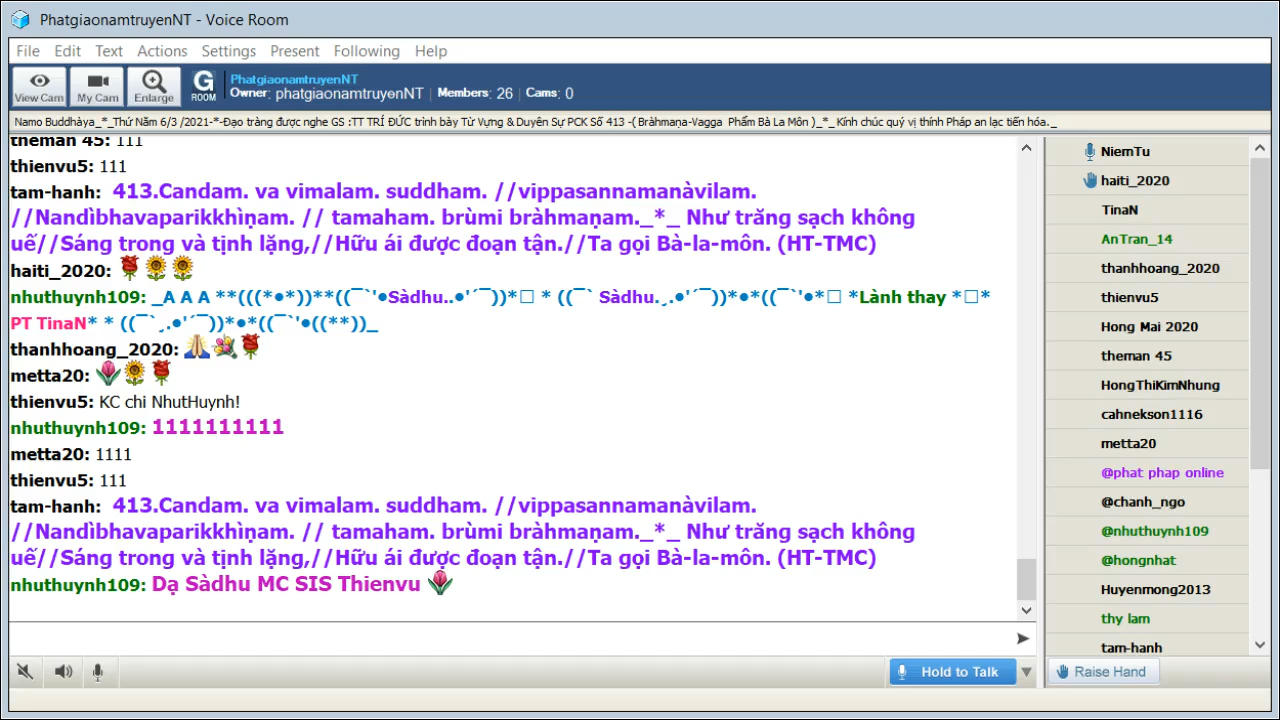 PhatgiaonamtruyenNT - Voice Room
File Edit Text Actions Settings Present Following Help
View Cam My Cam Enlarge G ROOM
PhatgiaonamtruyenNT
Owner: phatgiaonamtruyenNT | Members: 26 | Cams: 0
Namo Buddhàya_*_Thứ Năm 6/3 /2021-*-Đạo tràng được nghe GS :TT TRÍ ĐỨC trình bày Từ Vựng & Duyên Sự PCK Số 413 -( Bràhmaṇa-Vagga Phẩm Bà La Môn )_*_ Kính chúc quý vị thính Pháp an lạc tiến hóa._
theman 45: 111
thienvu5: 111
tam-hanh: 413.Candam. va vimalam. suddham. //vippasannamanàvilam.
//Nandìbhavaparikkhìṇam. // tamaham. brùmi bràhmaṇam._*_ Như trăng sạch không
uế//Sáng trong và tịnh lặng,//Hữu ái được đoạn tận.//Ta gọi Bà-la-môn. (HT-TMC)
haiti_2020: 🌹🌻🌻
nhuthuynh109: _A A A **(((*•*))**((¯`'•Sàdhu..•'´¯))*□ * ((¯` Sàdhu.¸.•'´¯))*•*((¯`'•*□ *Lành thay *□*
PT TinaN* * ((¯`¸.•'´¯))*•*((¯`'•((**))_
thanhhoang_2020: 🙏💐🌹
metta20: 🌷🌻🌹
thienvu5: KC chi NhutHuynh!
nhuthuynh109: 1111111111
metta20: 1111
thienvu5: 111
tam-hanh: 413.Candam. va vimalam. suddham. //vippasannamanàvilam.
//Nandìbhavaparikkhìṇam. // tamaham. brùmi bràhmaṇam._*_ Như trăng sạch không
uế//Sáng trong và tịnh lặng,//Hữu ái được đoạn tận.//Ta gọi Bà-la-môn. (HT-TMC)
nhuthuynh109: Dạ Sàdhu MC SIS Thienvu 🌷
Hold to Talk
NiemTu
haiti_2020
TinaN
AnTran_14
thanhhoang_2020
thienvu5
Hong Mai 2020
theman 45
HongThiKimNhung
cahnekson1116
metta20
@phat phap online
@chanh_ngo
@nhuthuynh109
@hongnhat
Huyenmong2013
thy lam
tam-hanh
Raise Hand